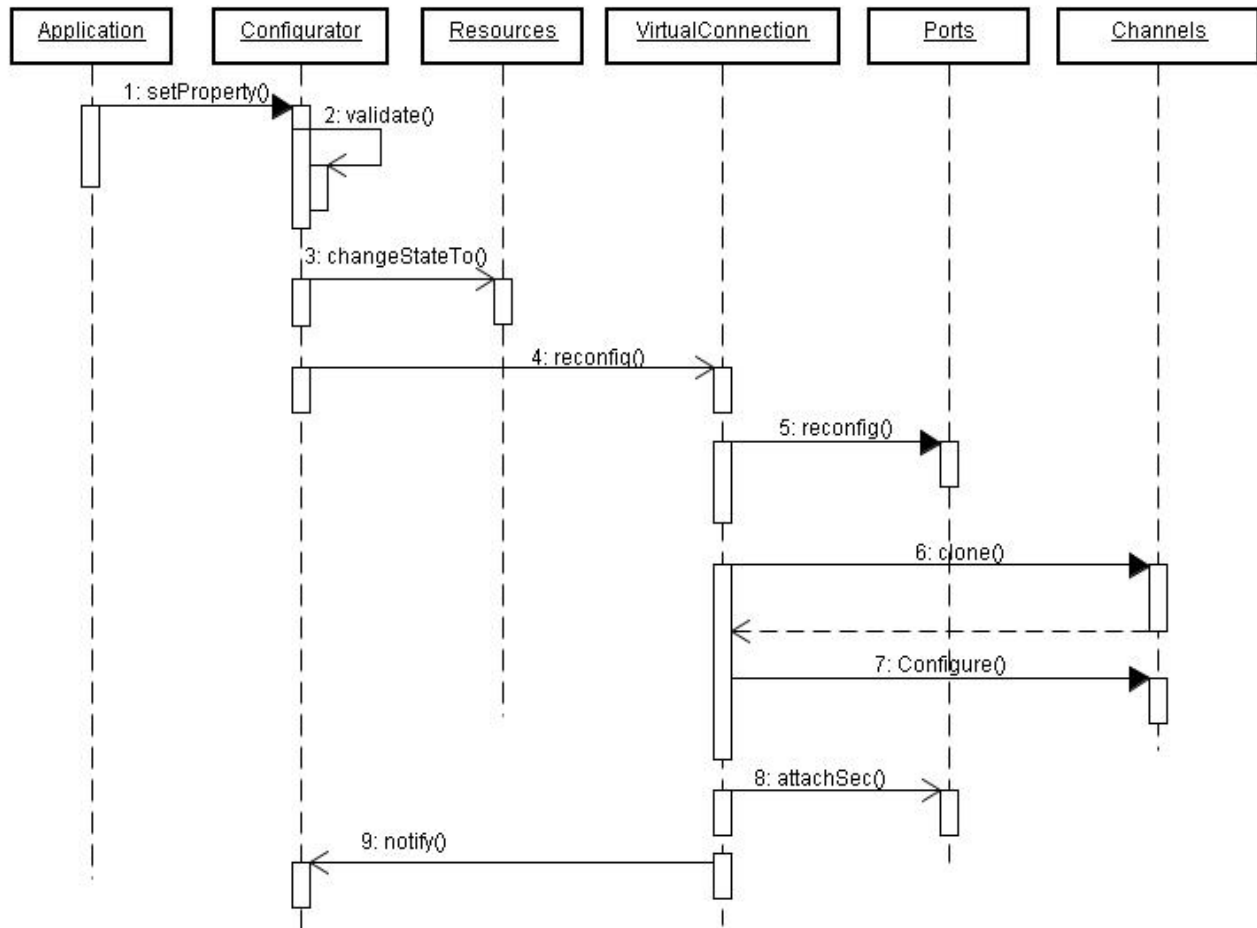 Application
Configurator
Resources
VirtualConnection
Ports
Channels
1: setProperty()
2: validate()
3: changeStateTo()
4: reconfig()
5: reconfig()
6: clone()
7: Configure()
8: attachSec()
9: notify()